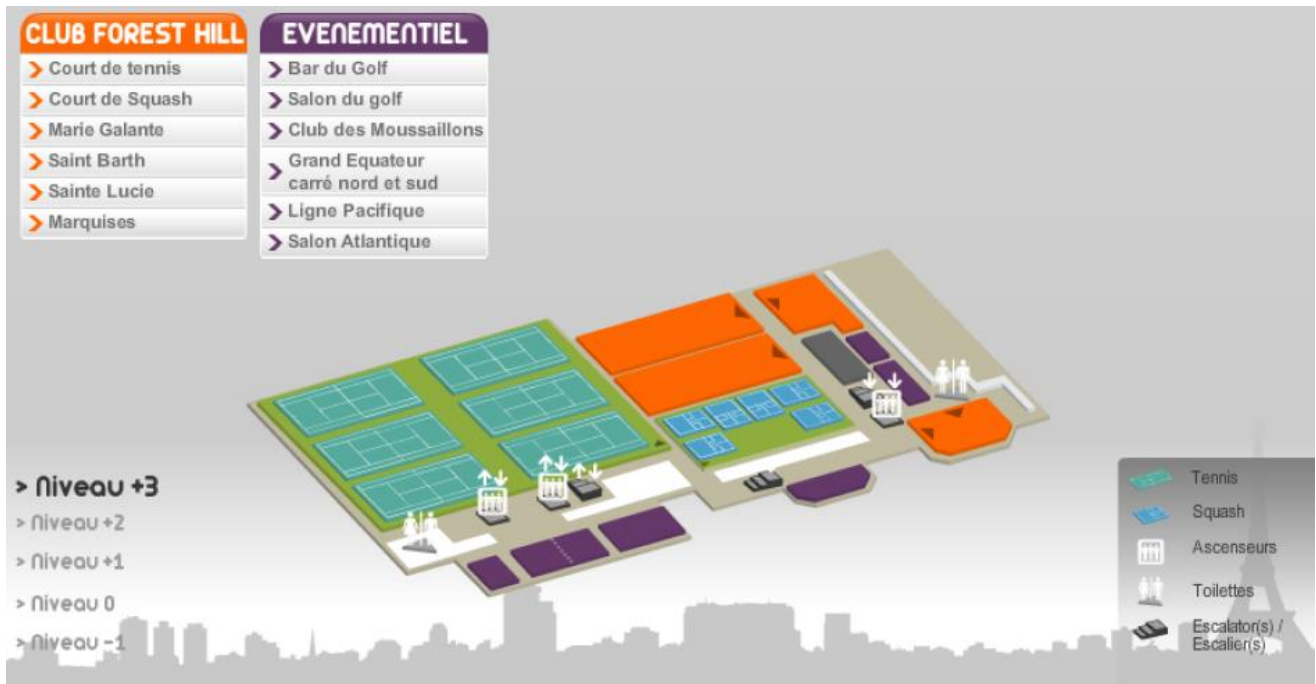 CLUB FOREST HILL
Court de tennis
Court de Squash
Marie Galante
Saint Barth
Sainte Lucie
Marquises
EVENEMENTIEL
Bar du Golf
Salon du golf
Club des Moussaillons
Grand Equateur
carré nord et sud
Ligne Pacifique
Salon Atlantique
> Niveau +3
> Niveau +2
> Niveau +1
> Niveau 0
> Niveau -1
Tennis
Squash
Ascenseurs
Toilettes
Escalator(s) /
Escalier(s)